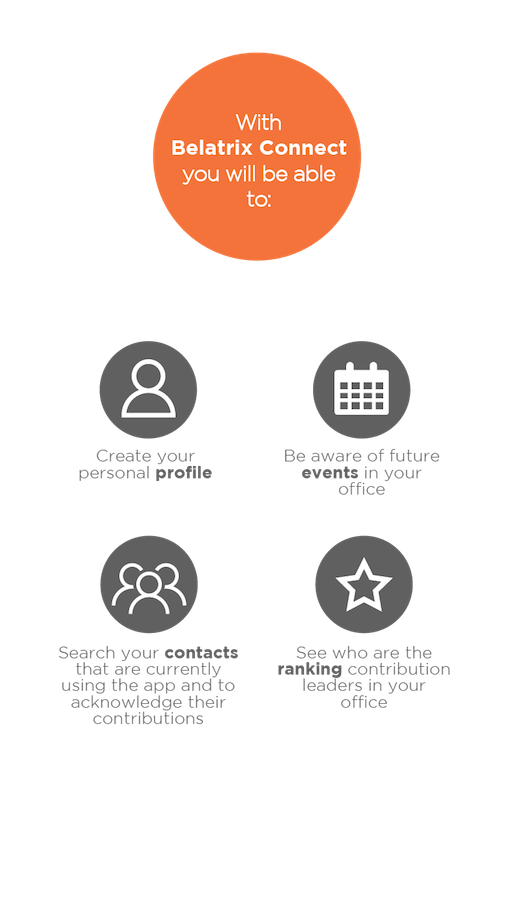 With
Belatrix Connect
you will be able
to:
Create your
personal profile
Be aware of future
events in your
office
Search your contacts
that are currently
using the app and to
acknowledge their
contributions
See who are the
ranking contribution
leaders in your
office